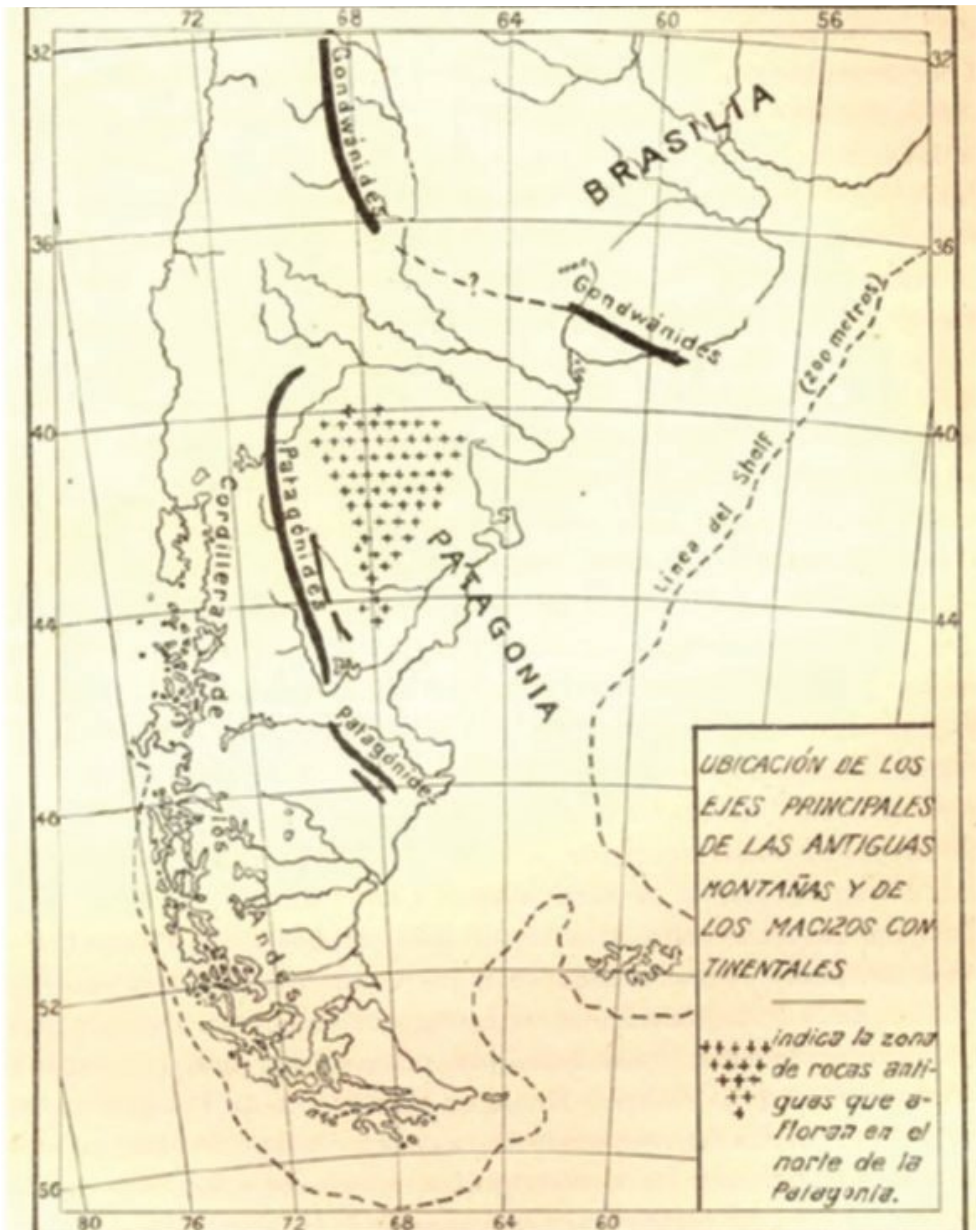 72 68 64 60 56
32 32
Gondwánides
BRASILIA
36 36
?
Gondwánides
(200 metros)
Línea del Shelf
40 40
Patagónides
Cordillera de los Andes
PATAGONIA
44 44
Patagónides
52
56
80 76 72 68 64 60
UBICACIÓN DE LOS
EJES PRINCIPALES
DE LAS ANTIGUAS
MONTAÑAS Y DE
LOS MACIZOS CON-
TINENTALES
indica la zona
de rocas anti-
guas que a-
floran en el
norte de la
Patagonia.